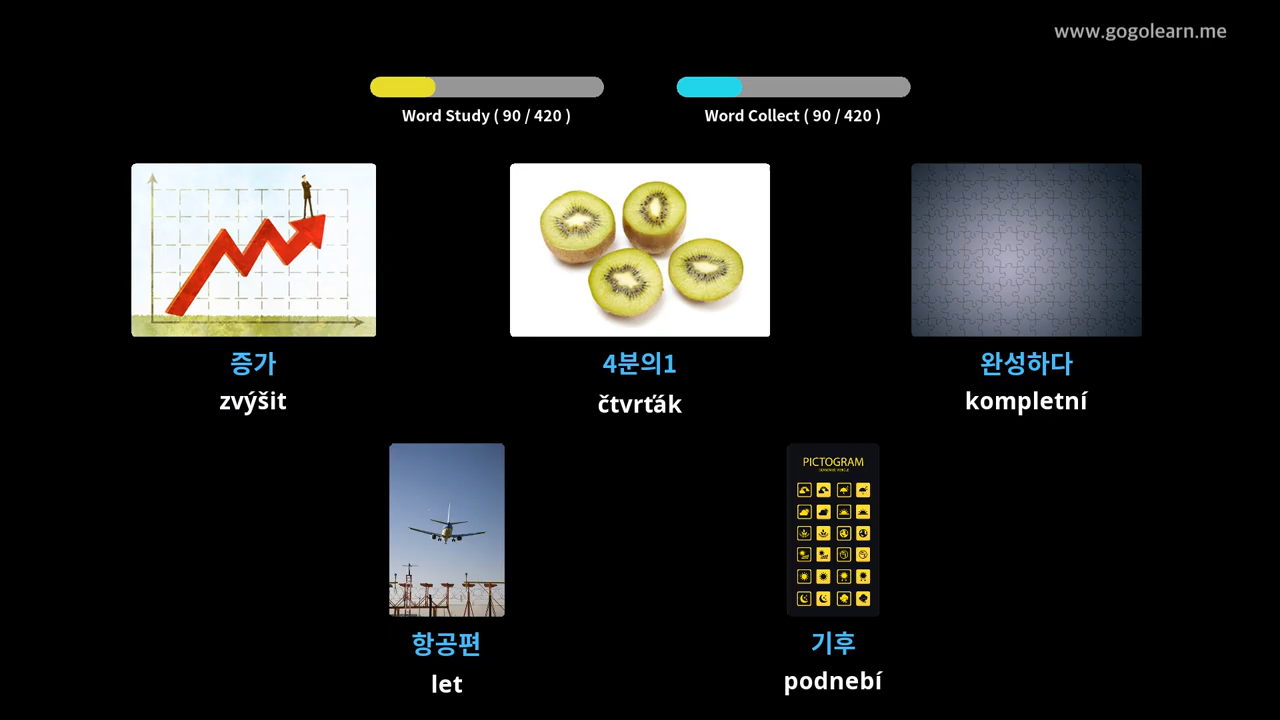 www.gogolearn.me
Word Study ( 90 / 420 )
Word Collect ( 90 / 420 )
증가
zvýšit
4분의1
čtvrťák
완성하다
kompletní
PICTOGRAM
항공편
let
기후
podnebí